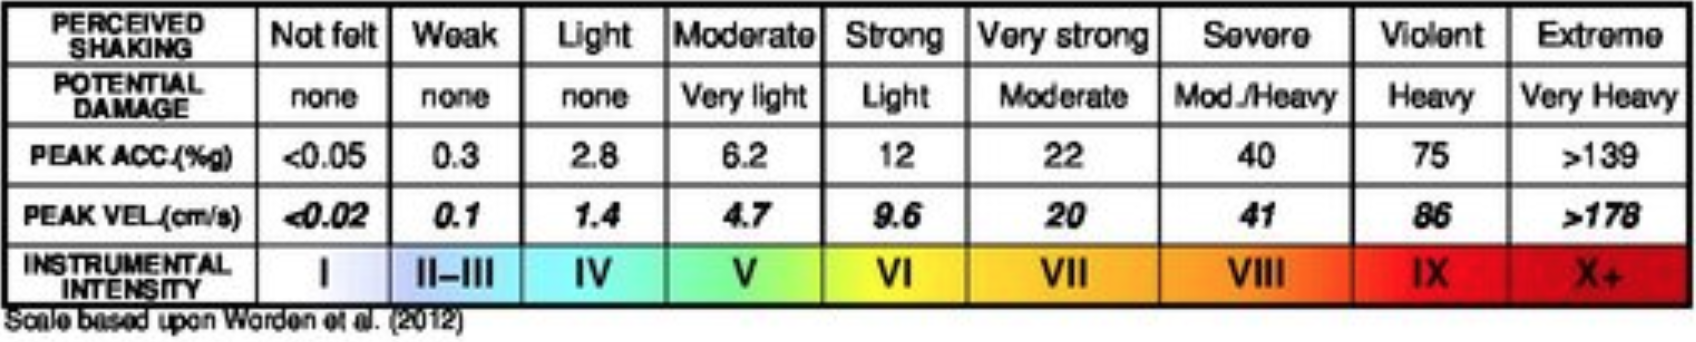 PERCEIVED SHAKING Not felt Weak Light Moderate Strong Very strong Severe Violent Extreme
POTENTIAL DAMAGE none none none Very light Light Moderate Mod./Heavy Heavy Very Heavy
PEAK ACC.(%g) <0.05 0.3 2.8 6.2 12 22 40 75 >139
PEAK VEL.(cm/s) <0.02 0.1 1.4 4.7 9.6 20 41 86 >178
INSTRUMENTAL INTENSITY I II–III IV V VI VII VIII IX X+
Scale based upon Worden et al. (2012)